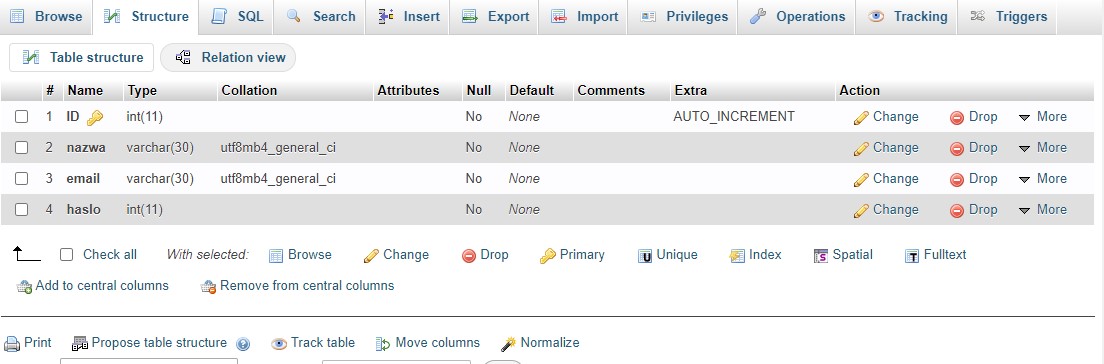 Browse Structure SQL Search Insert Export Import Privileges Operations Tracking Triggers
Table structure Relation view
# Name Type Collation Attributes Null Default Comments Extra Action
1 ID int(11) No None AUTO_INCREMENT Change Drop More
2 nazwa varchar(30) utf8mb4_general_ci No None Change Drop More
3 email varchar(30) utf8mb4_general_ci No None Change Drop More
4 haslo int(11) No None Change Drop More
Check all With selected: Browse Change Drop Primary Unique Index Spatial Fulltext
Add to central columns Remove from central columns
Print Propose table structure Track table Move columns Normalize